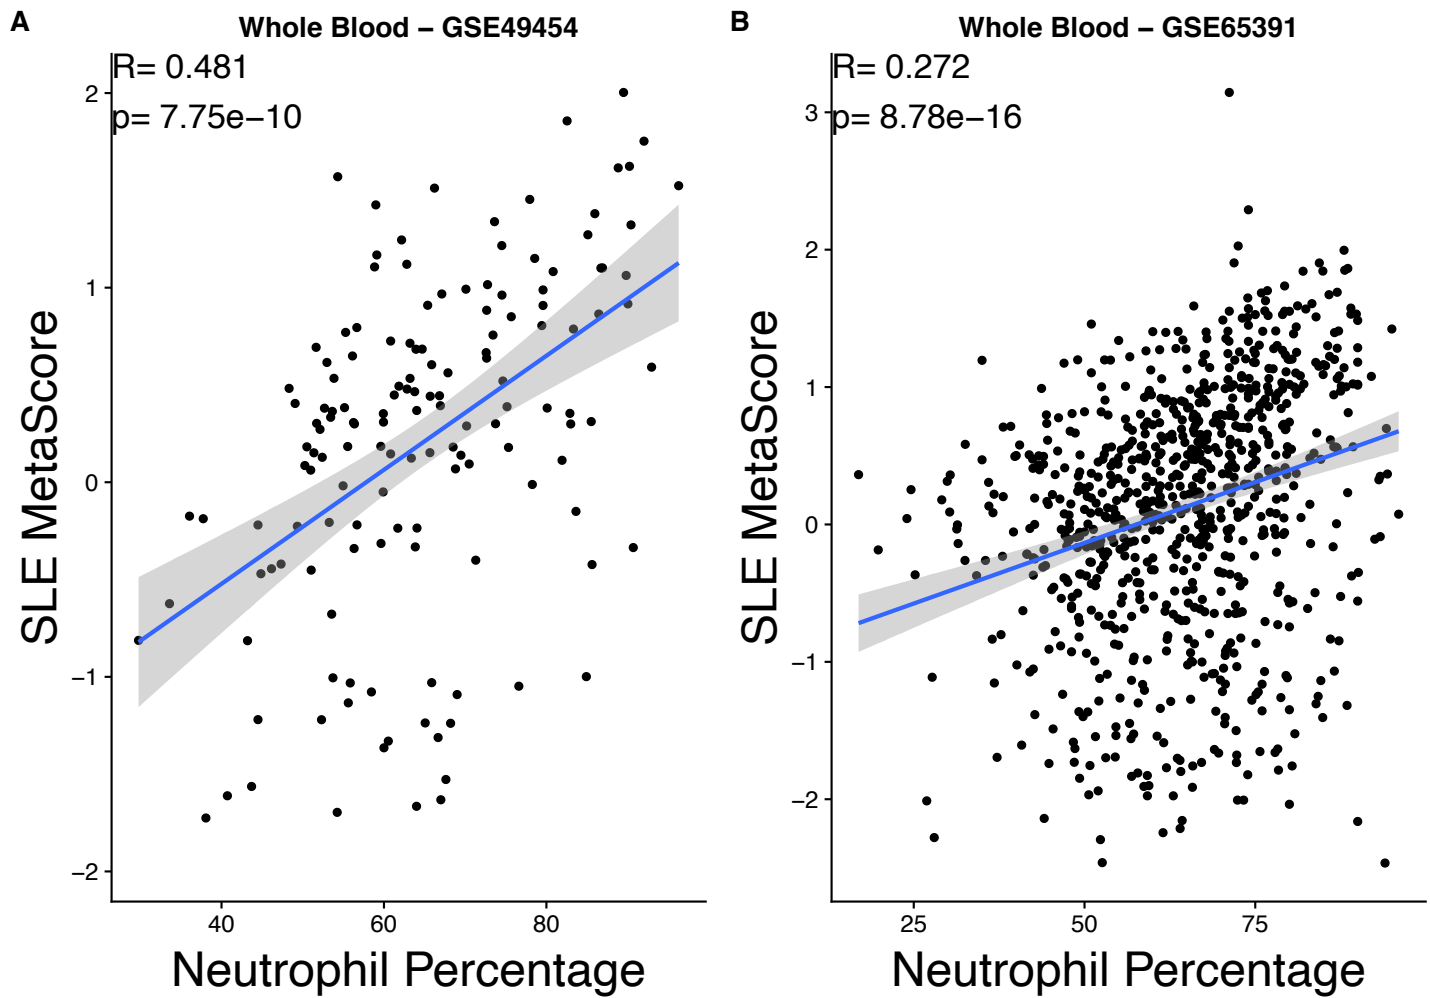 A
Whole Blood – GSE49454
R= 0.481
p= 7.75e−10
2
1
0
−1
−2
SLE MetaScore
40
60
80
Neutrophil Percentage
B
Whole Blood – GSE65391
R= 0.272
p= 8.78e−16
3
2
1
0
−1
−2
SLE MetaScore
25
50
75
Neutrophil Percentage